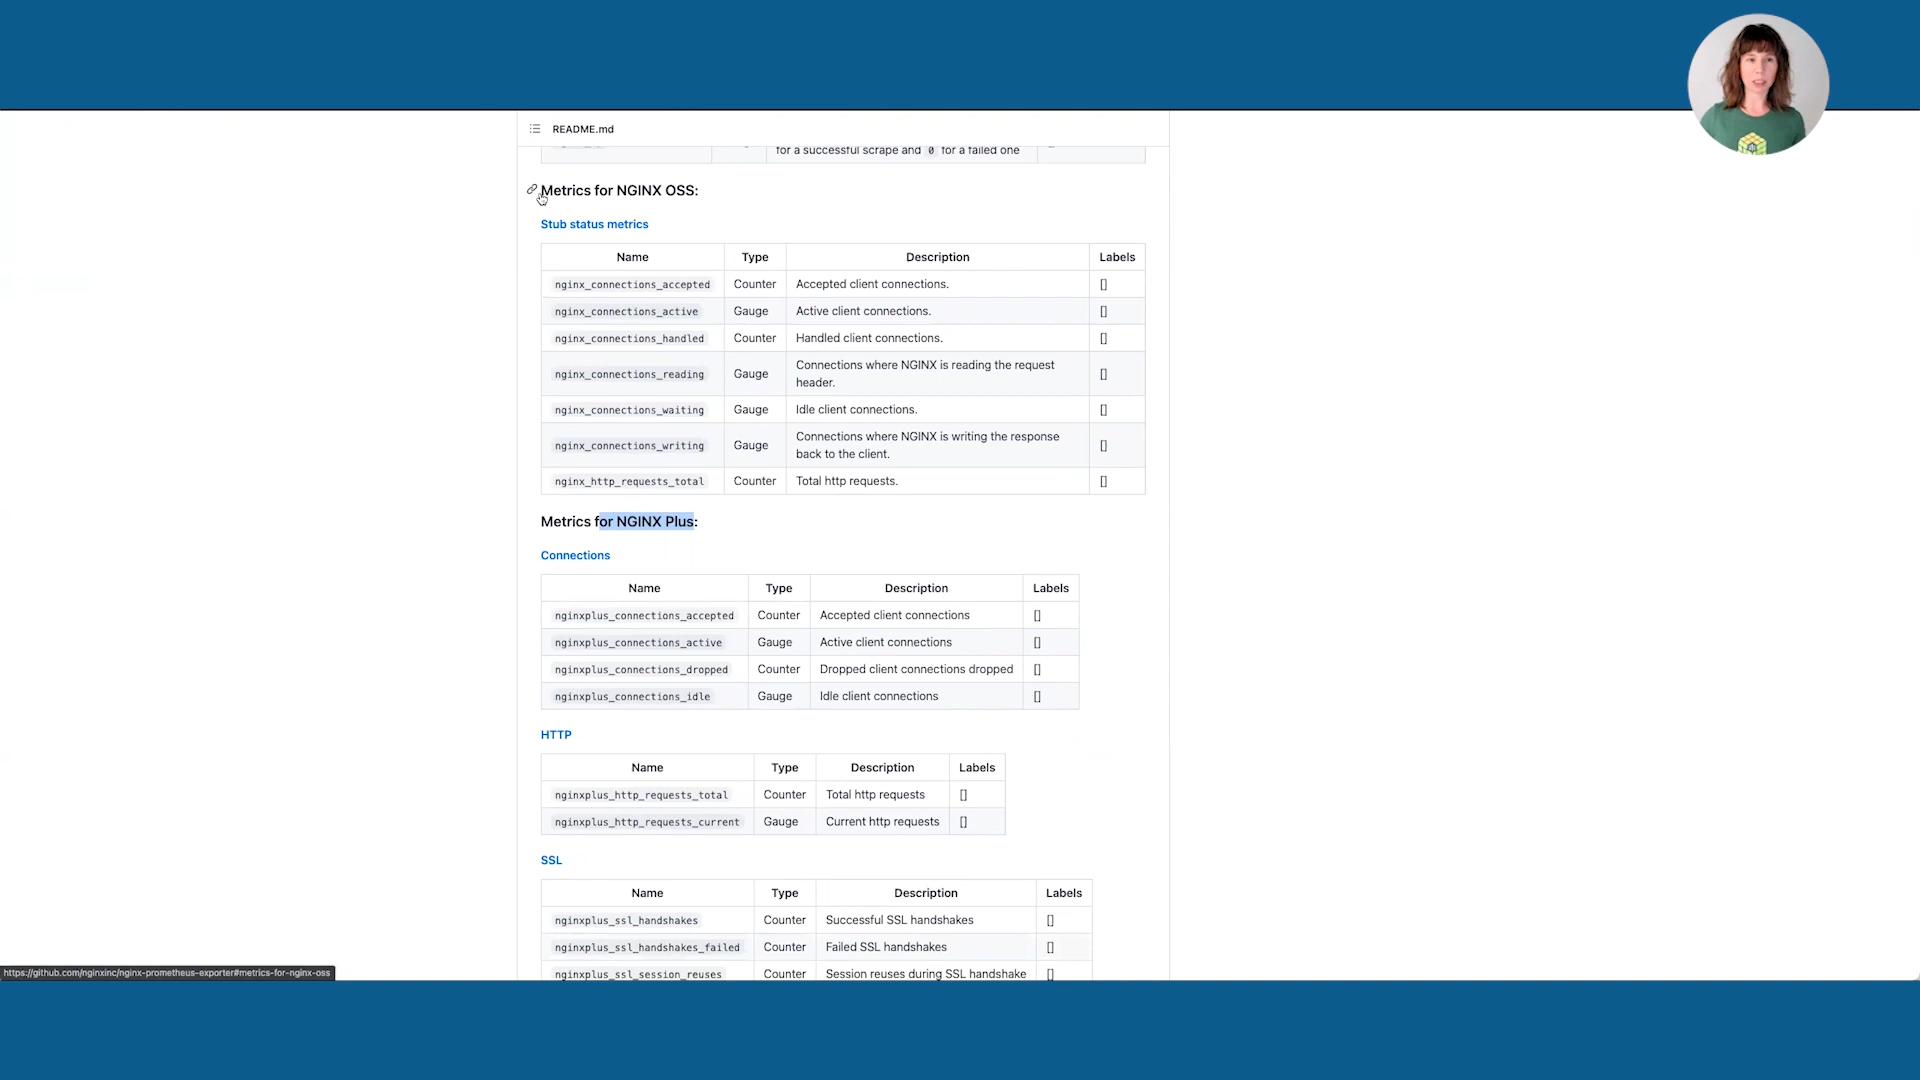 README.md
for a successful scrape and 0 for a failed one
Metrics for NGINX OSS:
Stub status metrics
Name Type Description Labels
nginx_connections_accepted Counter Accepted client connections. []
nginx_connections_active Gauge Active client connections. []
nginx_connections_handled Counter Handled client connections. []
nginx_connections_reading Gauge Connections where NGINX is reading the request
header. []
nginx_connections_waiting Gauge Idle client connections. []
nginx_connections_writing Gauge Connections where NGINX is writing the response
back to the client. []
nginx_http_requests_total Counter Total http requests. []
Metrics for NGINX Plus:
Connections
Name Type Description Labels
nginxplus_connections_accepted Counter Accepted client connections []
nginxplus_connections_active Gauge Active client connections []
nginxplus_connections_dropped Counter Dropped client connections dropped []
nginxplus_connections_idle Gauge Idle client connections []
HTTP
Name Type Description Labels
nginxplus_http_requests_total Counter Total http requests []
nginxplus_http_requests_current Gauge Current http requests []
SSL
Name Type Description Labels
nginxplus_ssl_handshakes Counter Successful SSL handshakes []
nginxplus_ssl_handshakes_failed Counter Failed SSL handshakes []
nginxplus_ssl_session_reuses Counter Session reuses during SSL handshake []
https://github.com/nginxinc/nginx-prometheus-exporter#metrics-for-nginx-oss